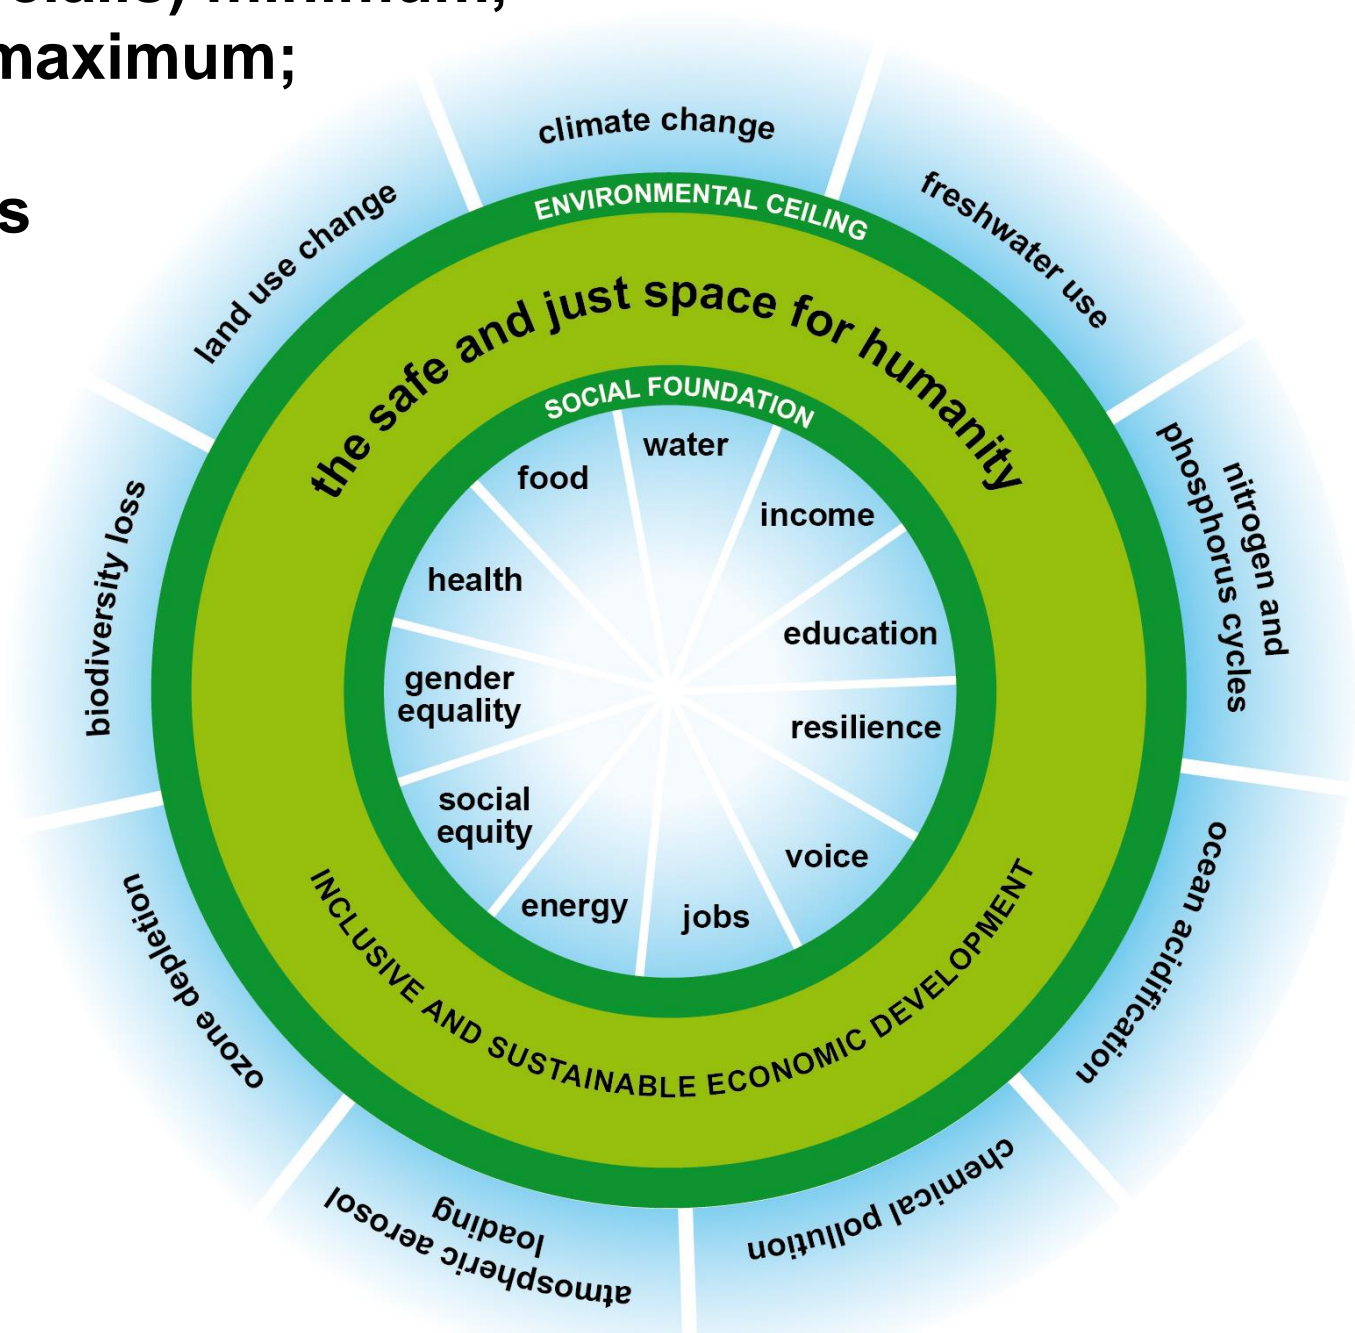 minimum;
maximum;
s
climate change
freshwater use
nitrogen and
phosphorus cycles
ocean acidification
chemical pollution
atmospheric aerosol
loading
ozone depletion
biodiversity loss
land use change
ENVIRONMENTAL CEILING
the safe and just space for humanity
SOCIAL FOUNDATION
water
income
education
resilience
voice
jobs
energy
social
equity
gender
equality
health
food
INCLUSIVE AND SUSTAINABLE ECONOMIC DEVELOPMENT